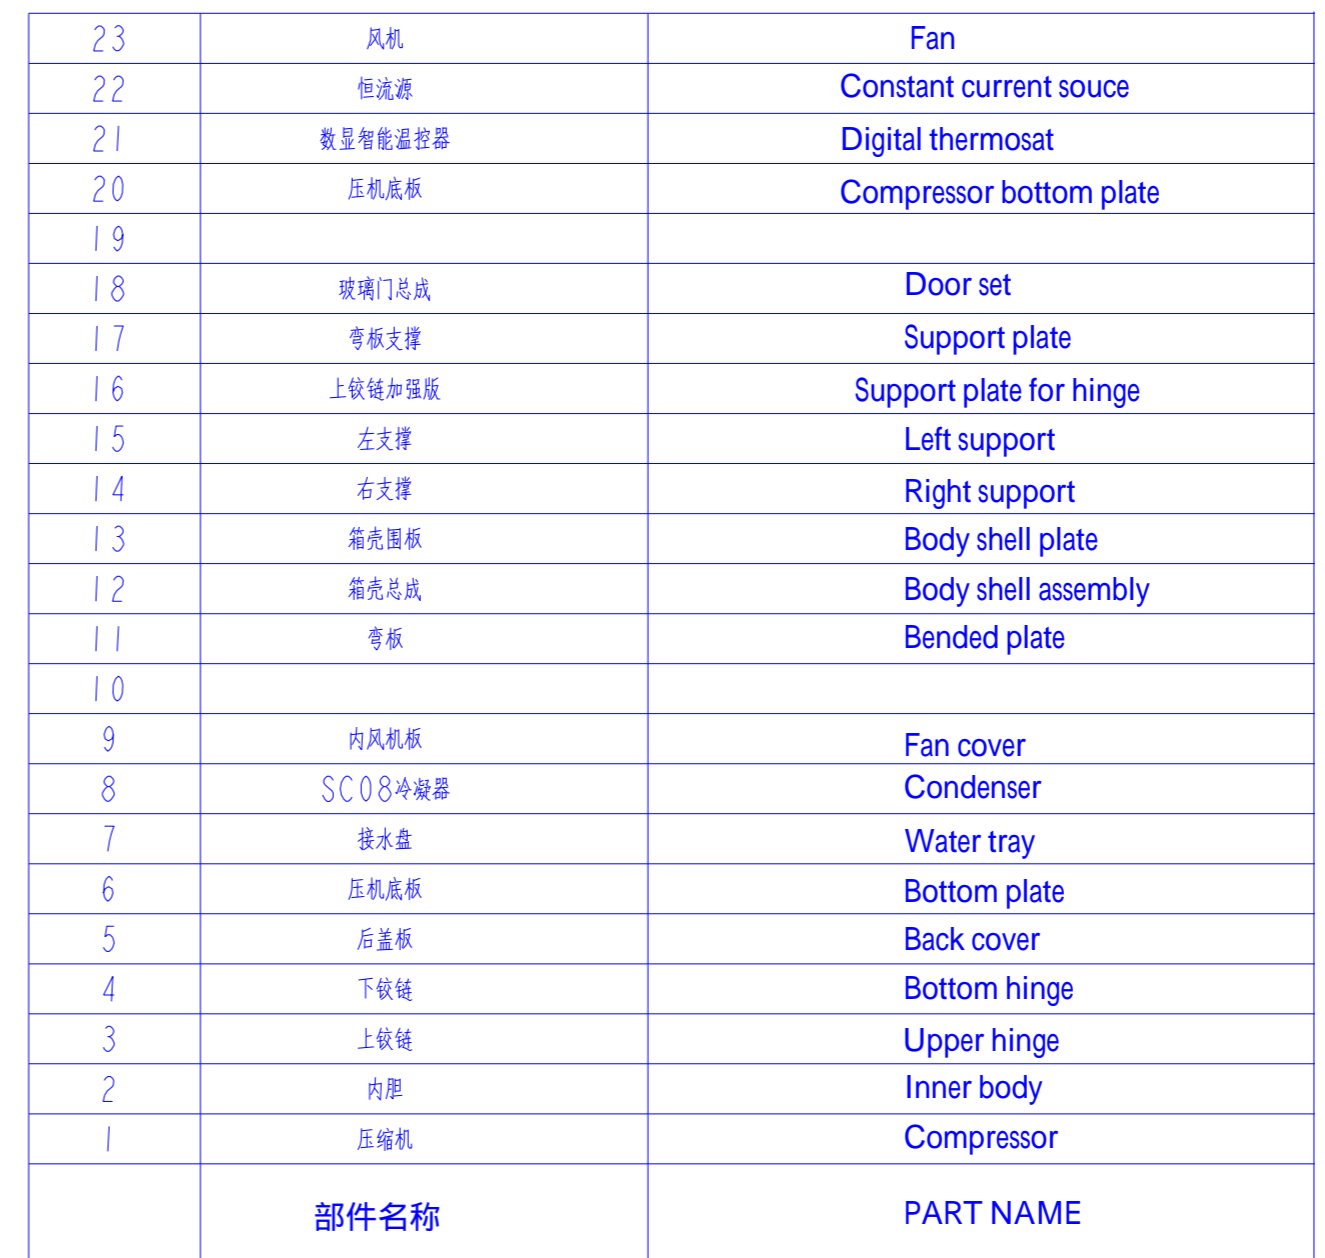 23 风机 Fan
22 恒流源 Constant current souce
21 数显智能温控器 Digital thermosat
20 压机底板 Compressor bottom plate
19
18 玻璃门总成 Door set
17 弯板支撑 Support plate
16 上铰链加强版 Support plate for hinge
15 左支撑 Left support
14 右支撑 Right support
13 箱壳围板 Body shell plate
12 箱壳总成 Body shell assembly
11 弯板 Bended plate
10
9 内风机板 Fan cover
8 SC08冷凝器 Condenser
7 接水盘 Water tray
6 压机底板 Bottom plate
5 后盖板 Back cover
4 下铰链 Bottom hinge
3 上铰链 Upper hinge
2 内胆 Inner body
1 压缩机 Compressor
部件名称 PART NAME